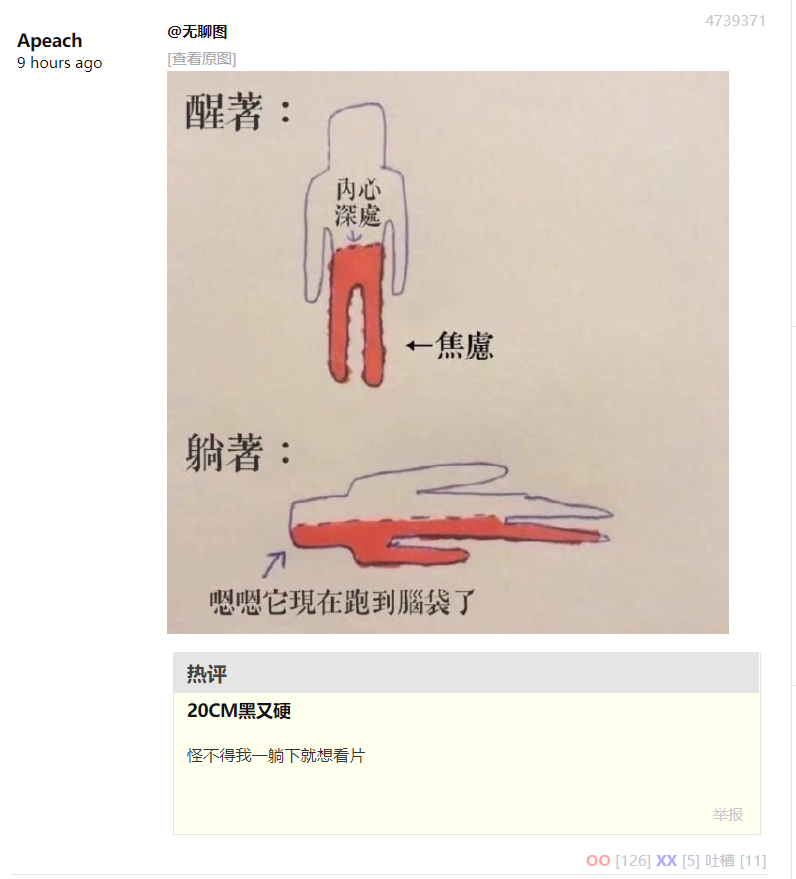 Apeach
9 hours ago
@无聊图
4739371
[查看原图]
醒著：
內心
深處
←焦慮
躺著：
嗯嗯它現在跑到腦袋了
热评
20CM黑又硬
怪不得我一躺下就想看片
举报
OO [126] XX [5] 吐槽 [11]